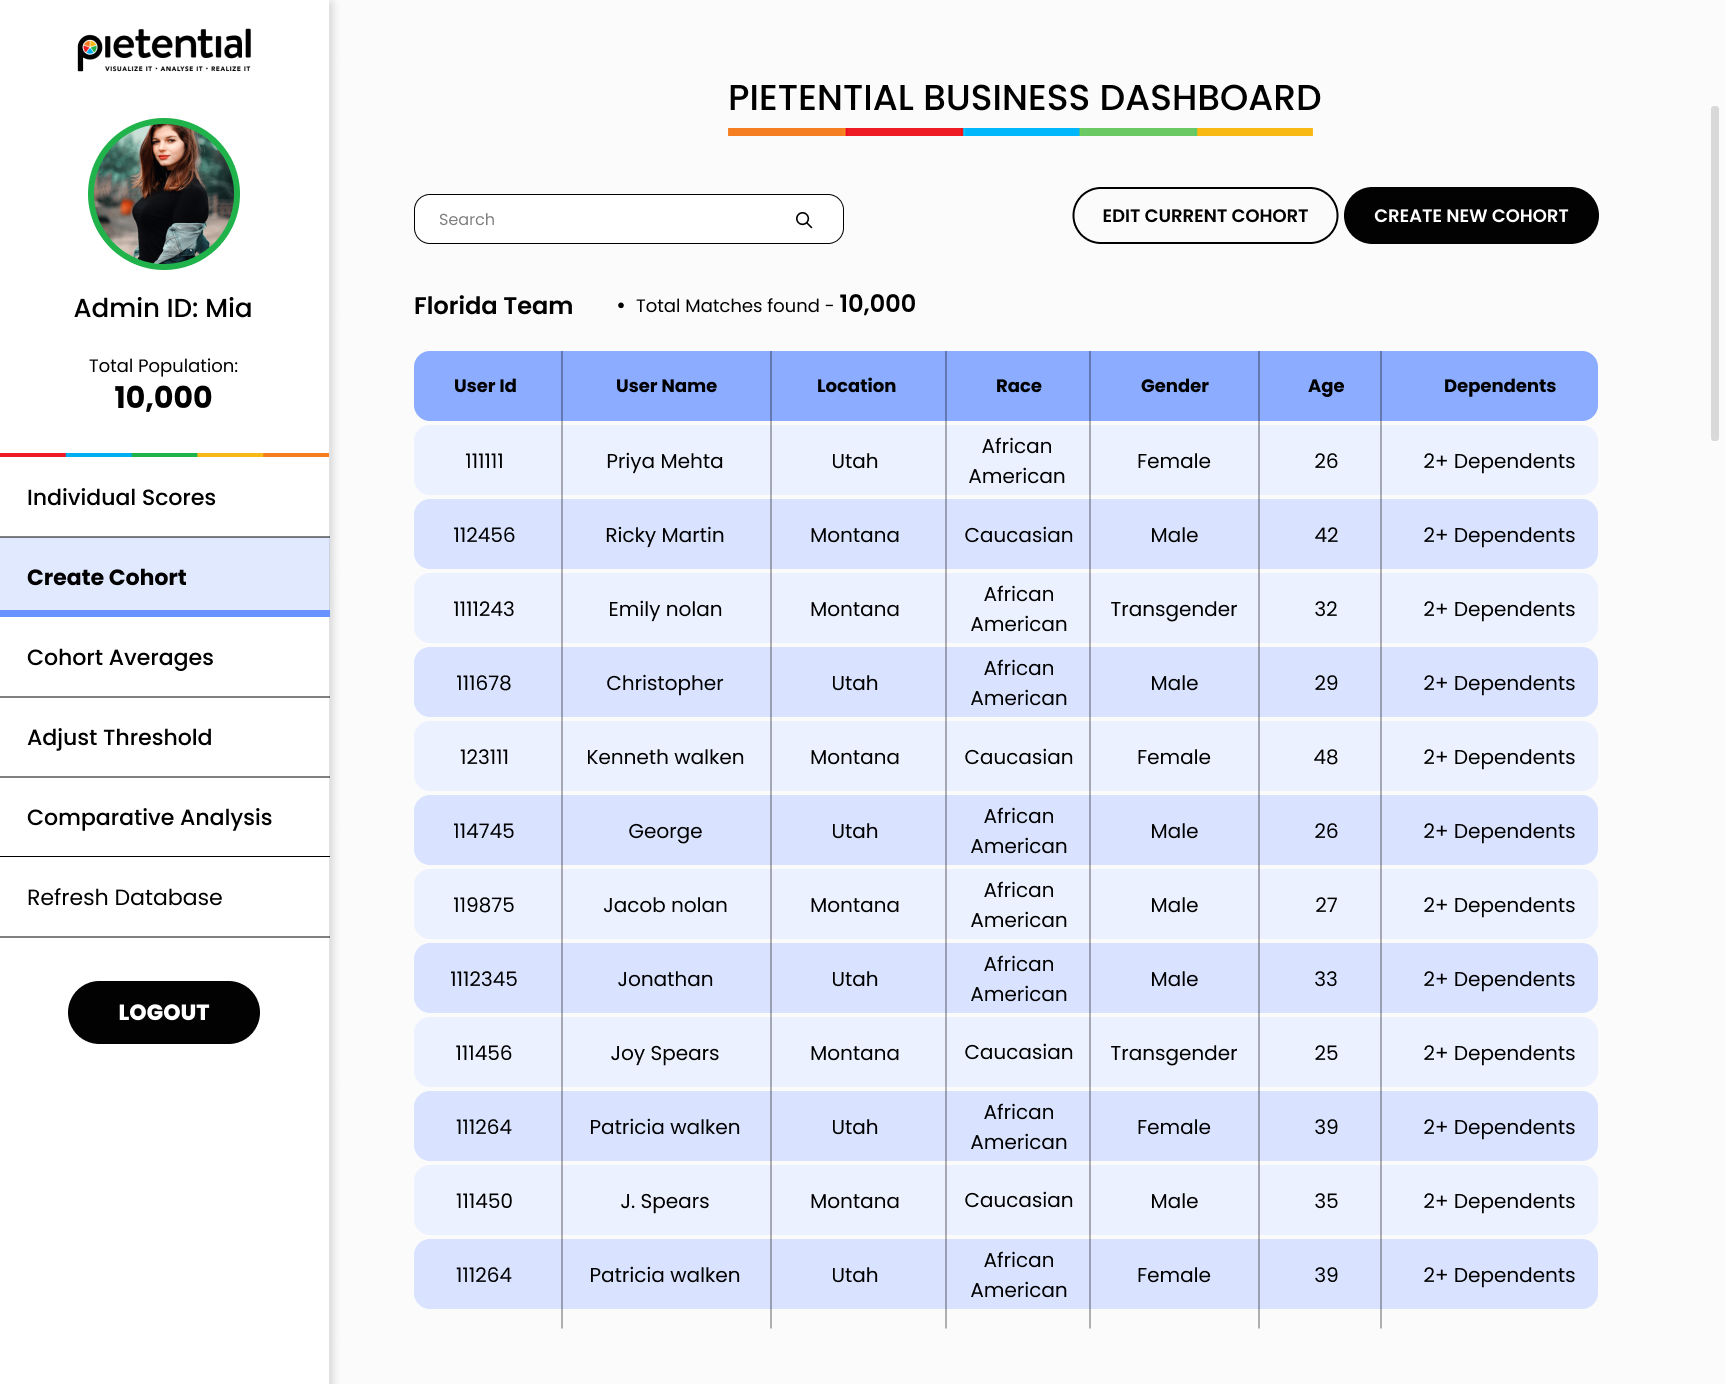 pietential
VISUALIZE IT • ANALYSE IT • REALIZE IT
Admin ID: Mia
Total Population:
10,000
Individual Scores
Create Cohort
Cohort Averages
Adjust Threshold
Comparative Analysis
Refresh Database
LOGOUT
PIETENTIAL BUSINESS DASHBOARD
Search
EDIT CURRENT COHORT
CREATE NEW COHORT
Florida Team • Total Matches found - 10,000
User Id User Name Location Race Gender Age Dependents
111111 Priya Mehta Utah African American Female 26 2+ Dependents
112456 Ricky Martin Montana Caucasian Male 42 2+ Dependents
1111243 Emily nolan Montana African American Transgender 32 2+ Dependents
111678 Christopher Utah African American Male 29 2+ Dependents
123111 Kenneth walken Montana Caucasian Female 48 2+ Dependents
114745 George Utah African American Male 26 2+ Dependents
119875 Jacob nolan Montana African American Male 27 2+ Dependents
1112345 Jonathan Utah African American Male 33 2+ Dependents
111456 Joy Spears Montana Caucasian Transgender 25 2+ Dependents
111264 Patricia walken Utah African American Female 39 2+ Dependents
111450 J. Spears Montana Caucasian Male 35 2+ Dependents
111264 Patricia walken Utah African American Female 39 2+ Dependents